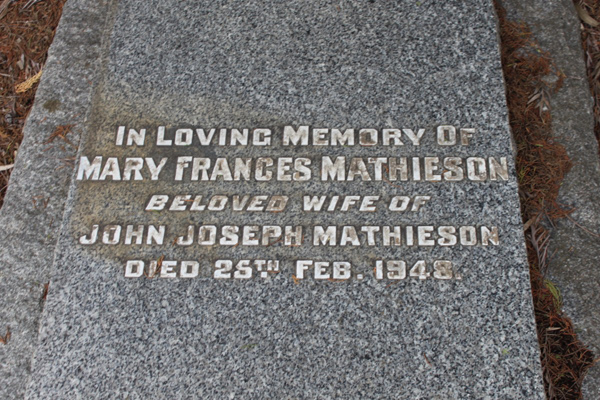 IN LOVING MEMORY OF
MARY FRANCES MATHIESON
BELOVED WIFE OF
JOHN JOSEPH MATHIESON
DIED 25TH FEB. 1948.